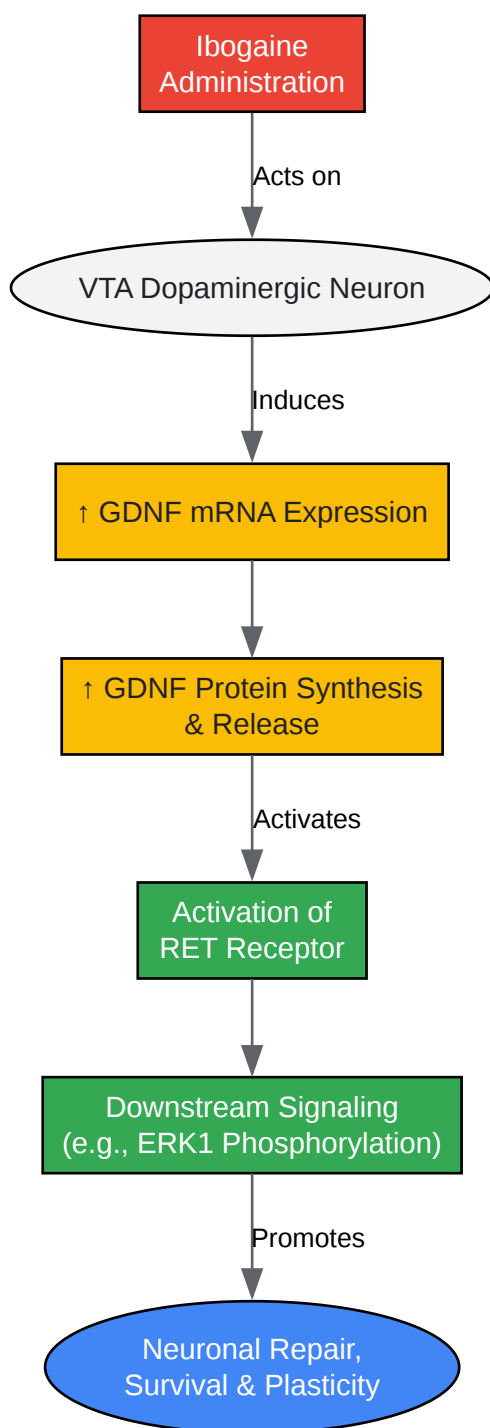 Ibogaine
Administration
Acts on
VTA Dopaminergic Neuron
Induces
↑ GDNF mRNA Expression
↑ GDNF Protein Synthesis
& Release
Activates
Activation of
RET Receptor
Downstream Signaling
(e.g., ERK1 Phosphorylation)
Promotes
Neuronal Repair,
Survival & Plasticity